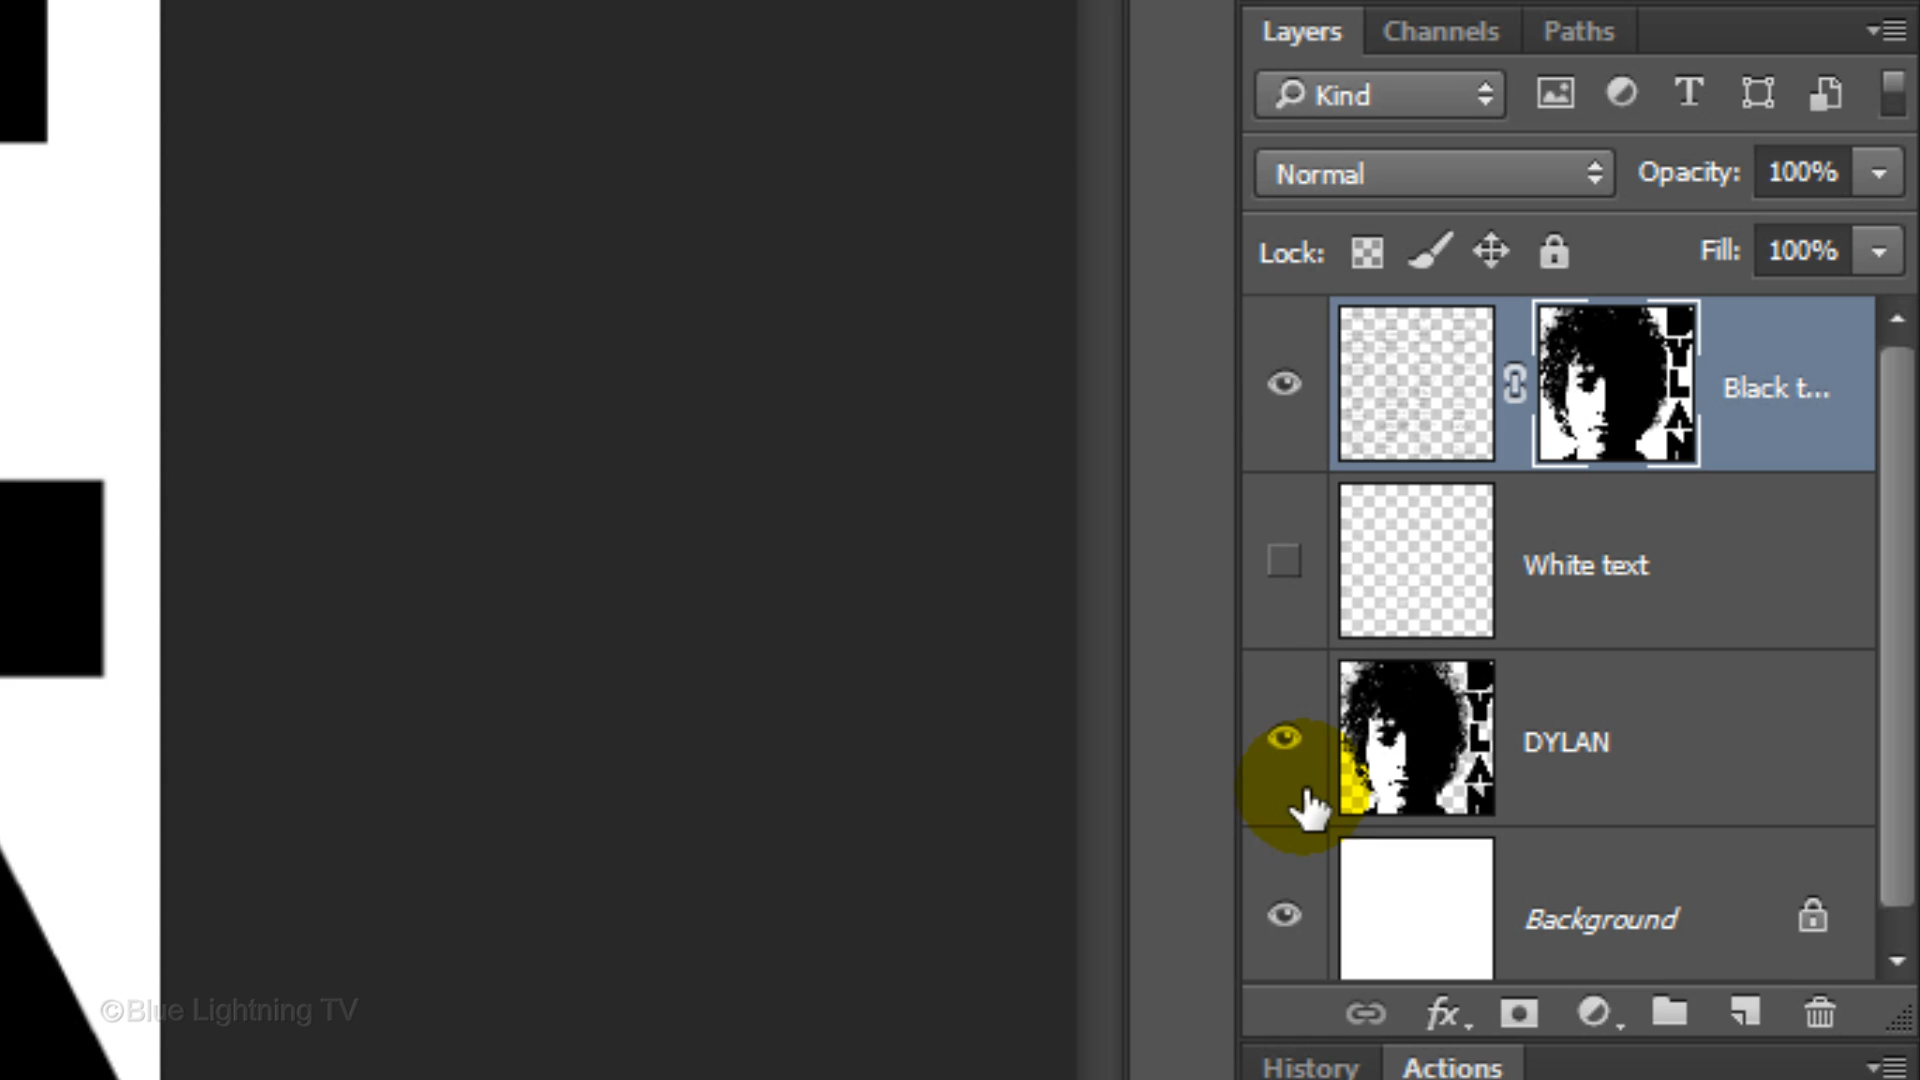 Layers Channels Paths
Kind
Normal Opacity: 100%
Lock: Fill: 100%
Black t...
White text
DYLAN
Background
fx
History Actions
©Blue Lightning TV